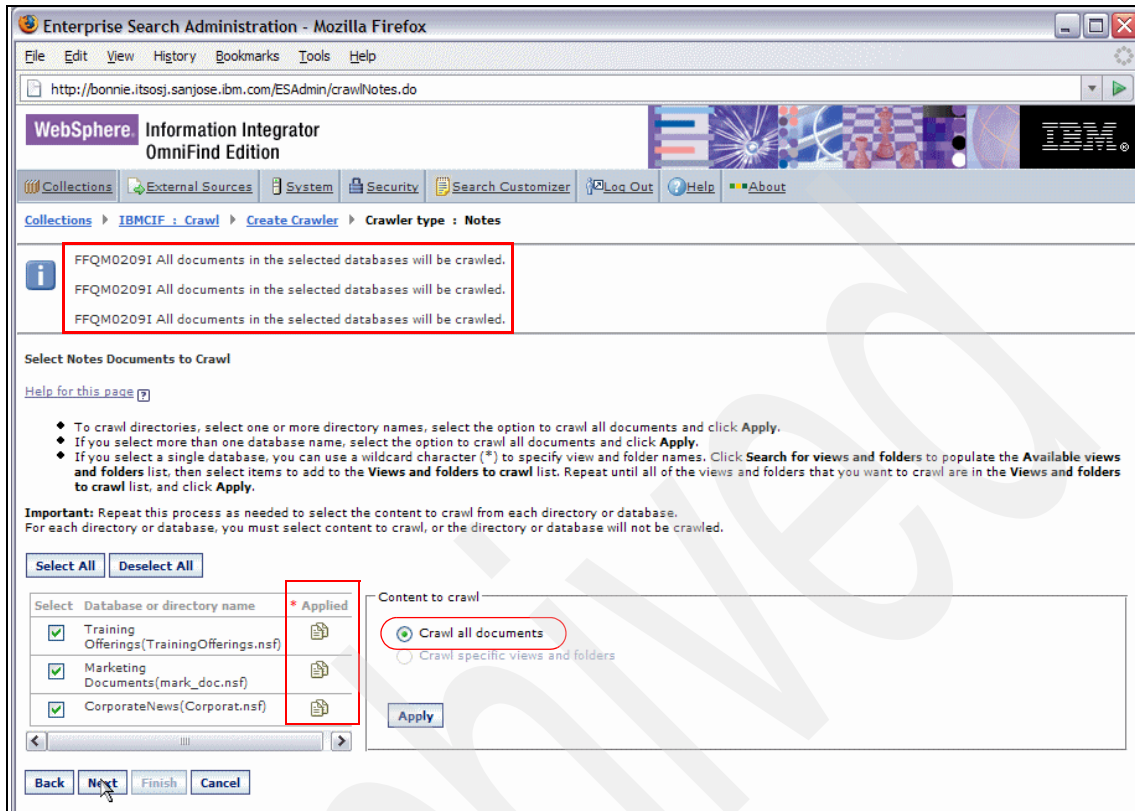 Enterprise Search Administration - Mozilla Firefox
File Edit View History Bookmarks Tools Help
http://bonnie.itsosj.sanjose.ibm.com/ESAdmin/crawlNotes.do
WebSphere. Information Integrator
OmniFind Edition
IBM®
Collections External Sources System Security Search Customizer Log Out Help About
Collections IBMCIF : Crawl Create Crawler Crawler type : Notes
FFQM0209I All documents in the selected databases will be crawled.
FFQM0209I All documents in the selected databases will be crawled.
FFQM0209I All documents in the selected databases will be crawled.
Select Notes Documents to Crawl
Help for this page ?
To crawl directories, select one or more directory names, select the option to crawl all documents and click Apply.
If you select more than one database name, select the option to crawl all documents and click Apply.
If you select a single database, you can use a wildcard character (*) to specify view and folder names. Click Search for views and folders to populate the Available views
and folders list, then select items to add to the Views and folders to crawl list. Repeat until all of the views and folders that you want to crawl are in the Views and folders
to crawl list, and click Apply.
Important: Repeat this process as needed to select the content to crawl from each directory or database.
For each directory or database, you must select content to crawl, or the directory or database will not be crawled.
Select All Deselect All
Select Database or directory name * Applied
Training
Offerings(TrainingOfferings.nsf)
Marketing
Documents(mark_doc.nsf)
CorporateNews(Corporat.nsf)
Content to crawl
Crawl all documents
Crawl specific views and folders
Apply
Back Next Finish Cancel